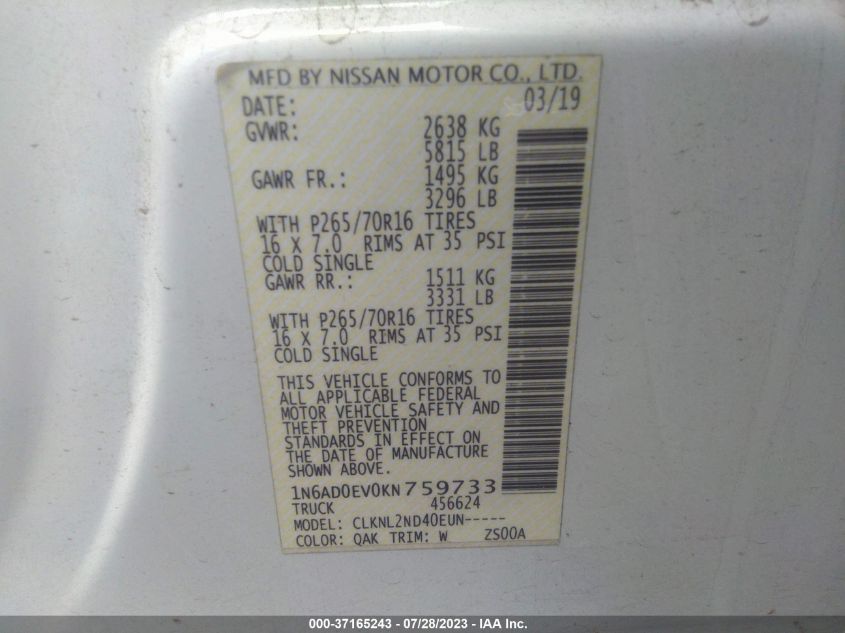 MFD BY NISSAN MOTOR CO., LTD.
DATE: 03/19
GVWR: 2638 KG
5815 LB
GAWR FR.: 1495 KG
3296 LB
WITH P265/70R16 TIRES
16 X 7.0 RIMS AT 35 PSI
COLD SINGLE
GAWR RR.: 1511 KG
3331 LB
WITH P265/70R16 TIRES
16 X 7.0 RIMS AT 35 PSI
COLD SINGLE
THIS VEHICLE CONFORMS TO
ALL APPLICABLE FEDERAL
MOTOR VEHICLE SAFETY AND
THEFT PREVENTION
STANDARDS IN EFFECT ON
THE DATE OF MANUFACTURE
SHOWN ABOVE.
1N6AD0EV0KN759733
TRUCK 456624
MODEL: CLKNL2ND40EUN-----
COLOR: QAK TRIM: W ZS00A
000-37165243 - 07/28/2023 - IAA Inc.